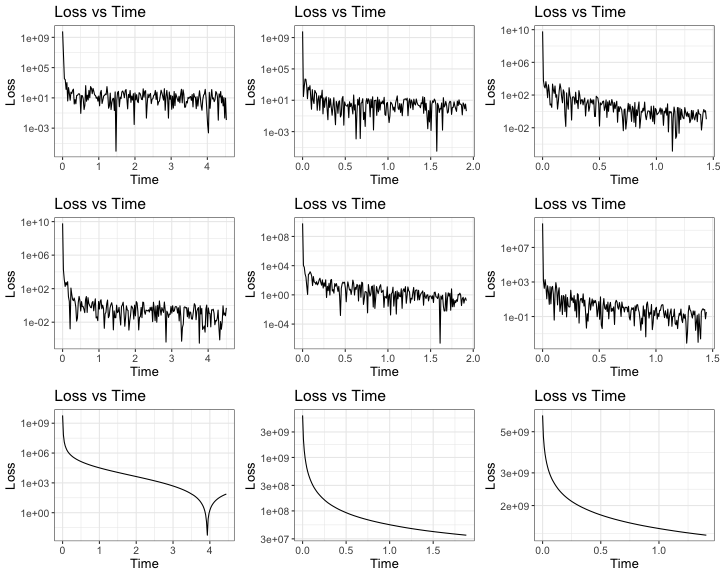 Loss vs Time
Loss vs Time
Loss vs Time
1e+09
1e+05
1e+01
1e−03
Loss
0
1
2
3
4
Time
1e+09
1e+05
1e+01
1e−03
Loss
0.0
0.5
1.0
1.5
2.0
Time
1e+10
1e+06
1e+02
1e−02
Loss
0.0
0.5
1.0
1.5
Time
Loss vs Time
Loss vs Time
Loss vs Time
1e+10
1e+06
1e+02
1e−02
Loss
0
1
2
3
4
Time
1e+08
1e+04
1e+00
1e−04
Loss
0.0
0.5
1.0
1.5
2.0
Time
1e+07
1e+03
1e−01
Loss
0.0
0.5
1.0
1.5
Time
Loss vs Time
Loss vs Time
Loss vs Time
1e+09
1e+06
1e+03
1e+00
Loss
0
1
2
3
4
Time
3e+09
1e+09
3e+08
1e+08
3e+07
Loss
0.0
0.5
1.0
1.5
Time
5e+09
3e+09
2e+09
Loss
0.0
0.5
1.0
Time